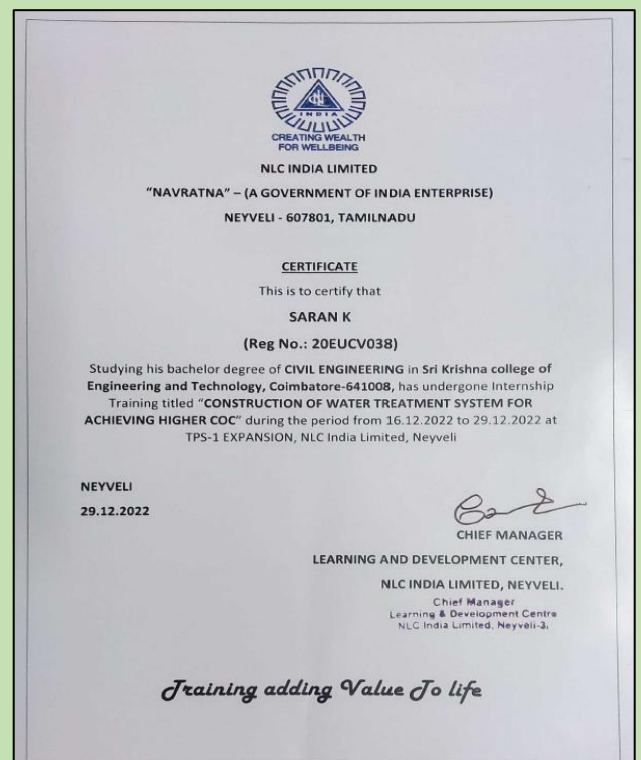 INDIA
CREATING WEALTH
FOR WELLBEING
NLC INDIA LIMITED
"NAVRATNA" – (A GOVERNMENT OF INDIA ENTERPRISE)
NEYVELI - 607801, TAMILNADU
CERTIFICATE
This is to certify that
SARAN K
(Reg No.: 20EUCV038)
Studying his bachelor degree of CIVIL ENGINEERING in Sri Krishna college of
Engineering and Technology, Coimbatore-641008, has undergone Internship
Training titled "CONSTRUCTION OF WATER TREATMENT SYSTEM FOR
ACHIEVING HIGHER COC" during the period from 16.12.2022 to 29.12.2022 at
TPS-1 EXPANSION, NLC India Limited, Neyveli
NEYVELI
29.12.2022
CHIEF MANAGER
LEARNING AND DEVELOPMENT CENTER,
NLC INDIA LIMITED, NEYVELI.
Chief Manager
Learning & Development Centre
NLC India Limited, Neyveli-3.
Training adding Value To life